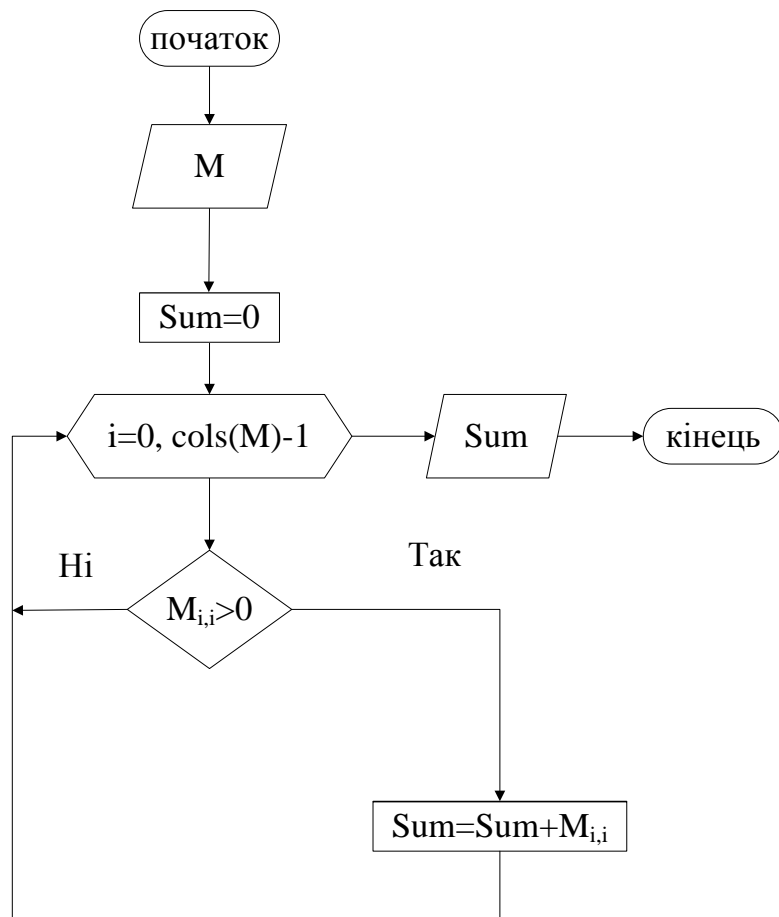 початок
M
Sum=0
i=0, cols(M)-1
Sum
кінець
Ні
Так
Mi,i>0
Sum=Sum+Mi,i